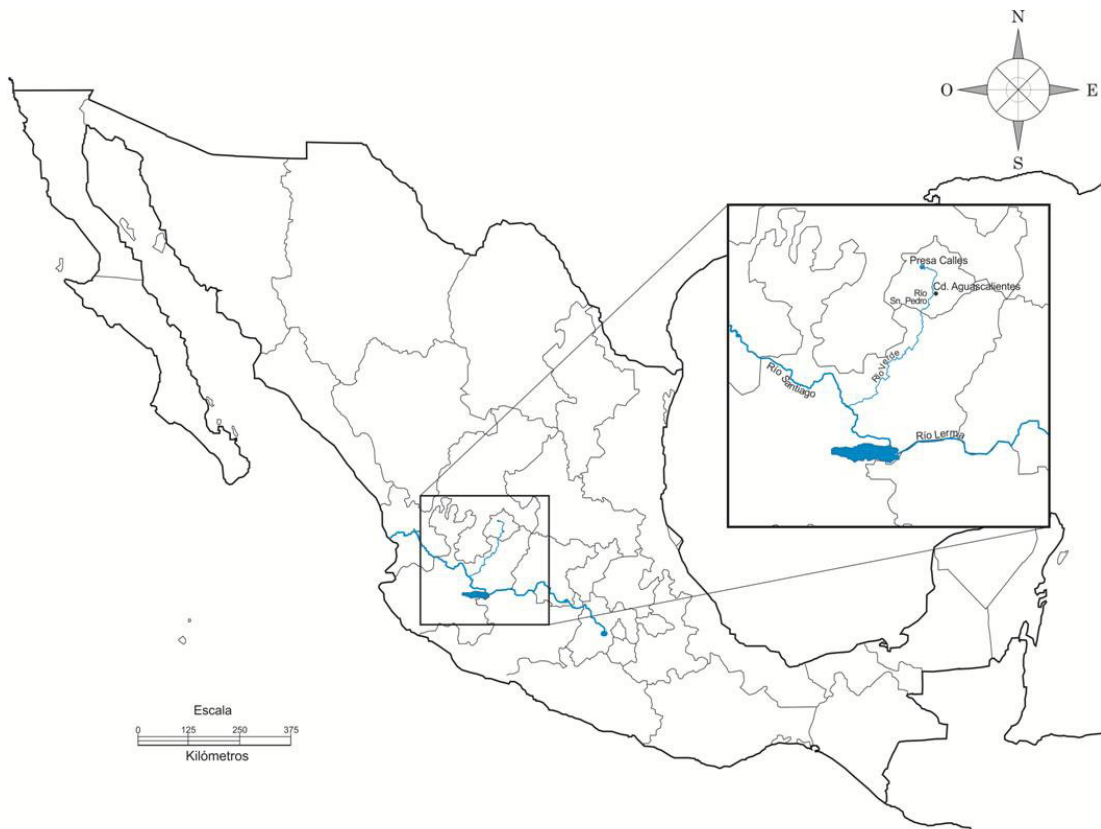 N
O
E
S
Presa Calles
Cd. Aguascalientes
Río
Sn. Pedro
Río Verde
Río Santiago
Río Lerma
Escala
0 125 250 375
Kilómetros